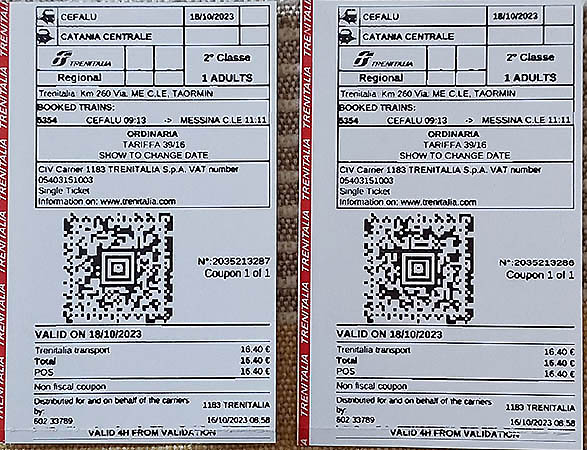 TRENITALIA TRENITALIA TRENITALIA TRENITALIA TRENITALIA
CEFALU 18/10/2023
CATANIA CENTRALE
TRENITALIA
Regional
2° Classe
1 ADULTS
Trenitalia Km 260 Via. ME C.LE, TAORMIN
BOOKED TRAINS:
5354 CEFALU 09:13 -> MESSINA C.LE 11:11
ORDINARIA
TARIFFA 39/16
SHOW TO CHANGE DATE
CIV Carrier 1183 TRENITALIA S.p.A. VAT number
05403151003
Single Ticket
Information on: www.trenitalia.com
N°:2035213287
Coupon 1 of 1
VALID ON 18/10/2023
Trenitalia transport 16.40 €
Total 16.40 €
POS 16.40 €
Non fiscal coupon
Distributed for and on behalf of the carriers
by: 1183 TRENITALIA
602 33789 16/10/2023 08:58
VALID 4H FROM VALIDATION
TRENITALIA TRENITALIA TRENITALIA TRENITALIA
CEFALU 18/10/2023
CATANIA CENTRALE
TRENITALIA
Regional
2° Classe
1 ADULTS
Trenitalia Km 260 Via. ME C.LE, TAORMIN
BOOKED TRAINS:
5354 CEFALU 09:13 -> MESSINA C.LE 11:11
ORDINARIA
TARIFFA 39/16
SHOW TO CHANGE DATE
CIV Carrier 1183 TRENITALIA S.p.A. VAT number
05403151003
Single Ticket
Information on: www.trenitalia.com
N°:2035213286
Coupon 1 of 1
VALID ON 18/10/2023
Trenitalia transport 16.40 €
Total 16.40 €
POS 16.40 €
Non fiscal coupon
Distributed for and on behalf of the carriers
by: 1183 TRENITALIA
602 33789 16/10/2023 08:58
VALID 4H FROM VALIDATION